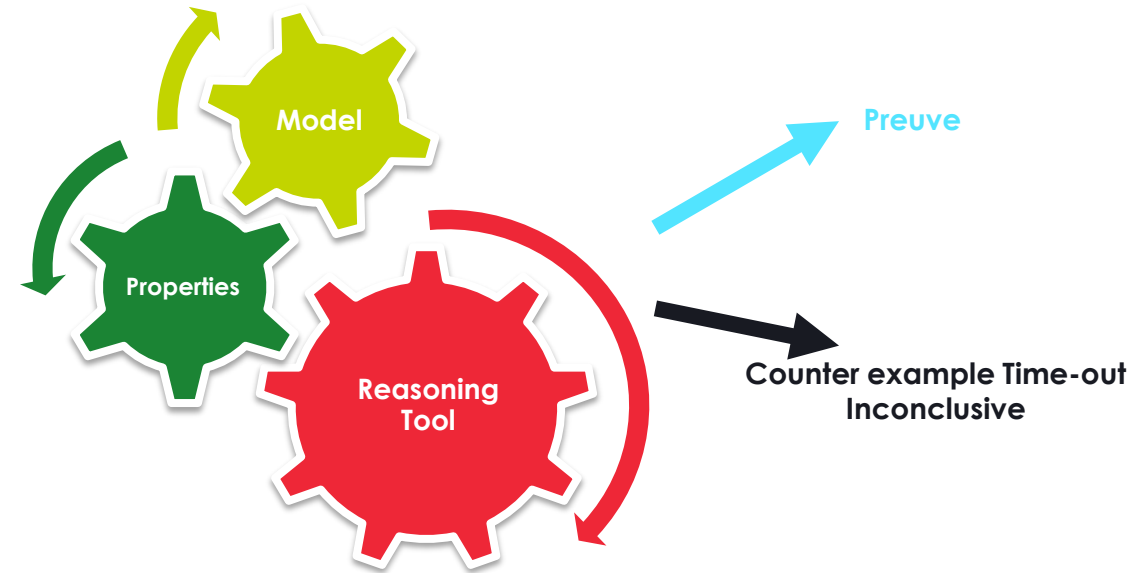 Model
Preuve
Properties
Reasoning
Tool
Counter example Time-out
Inconclusive